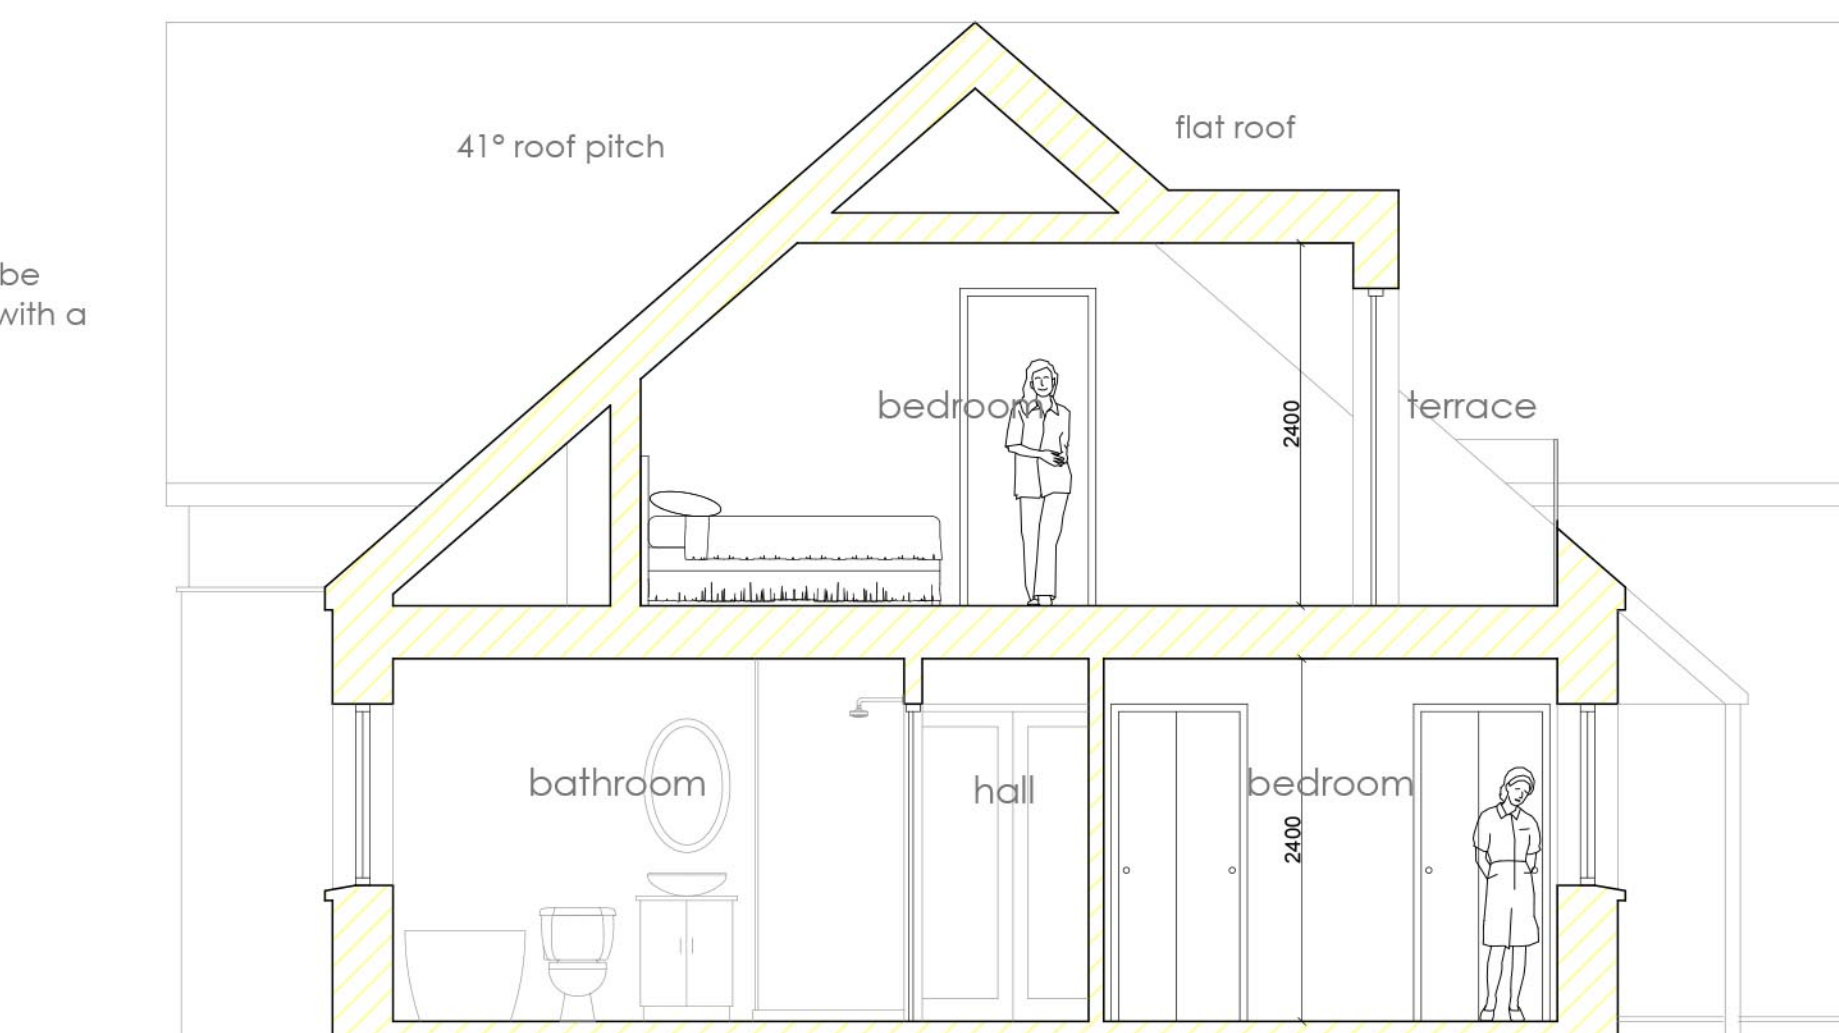 41° roof pitch
flat roof
be
with a
bedroom
2400
terrace
bathroom
hall
bedroom
2400